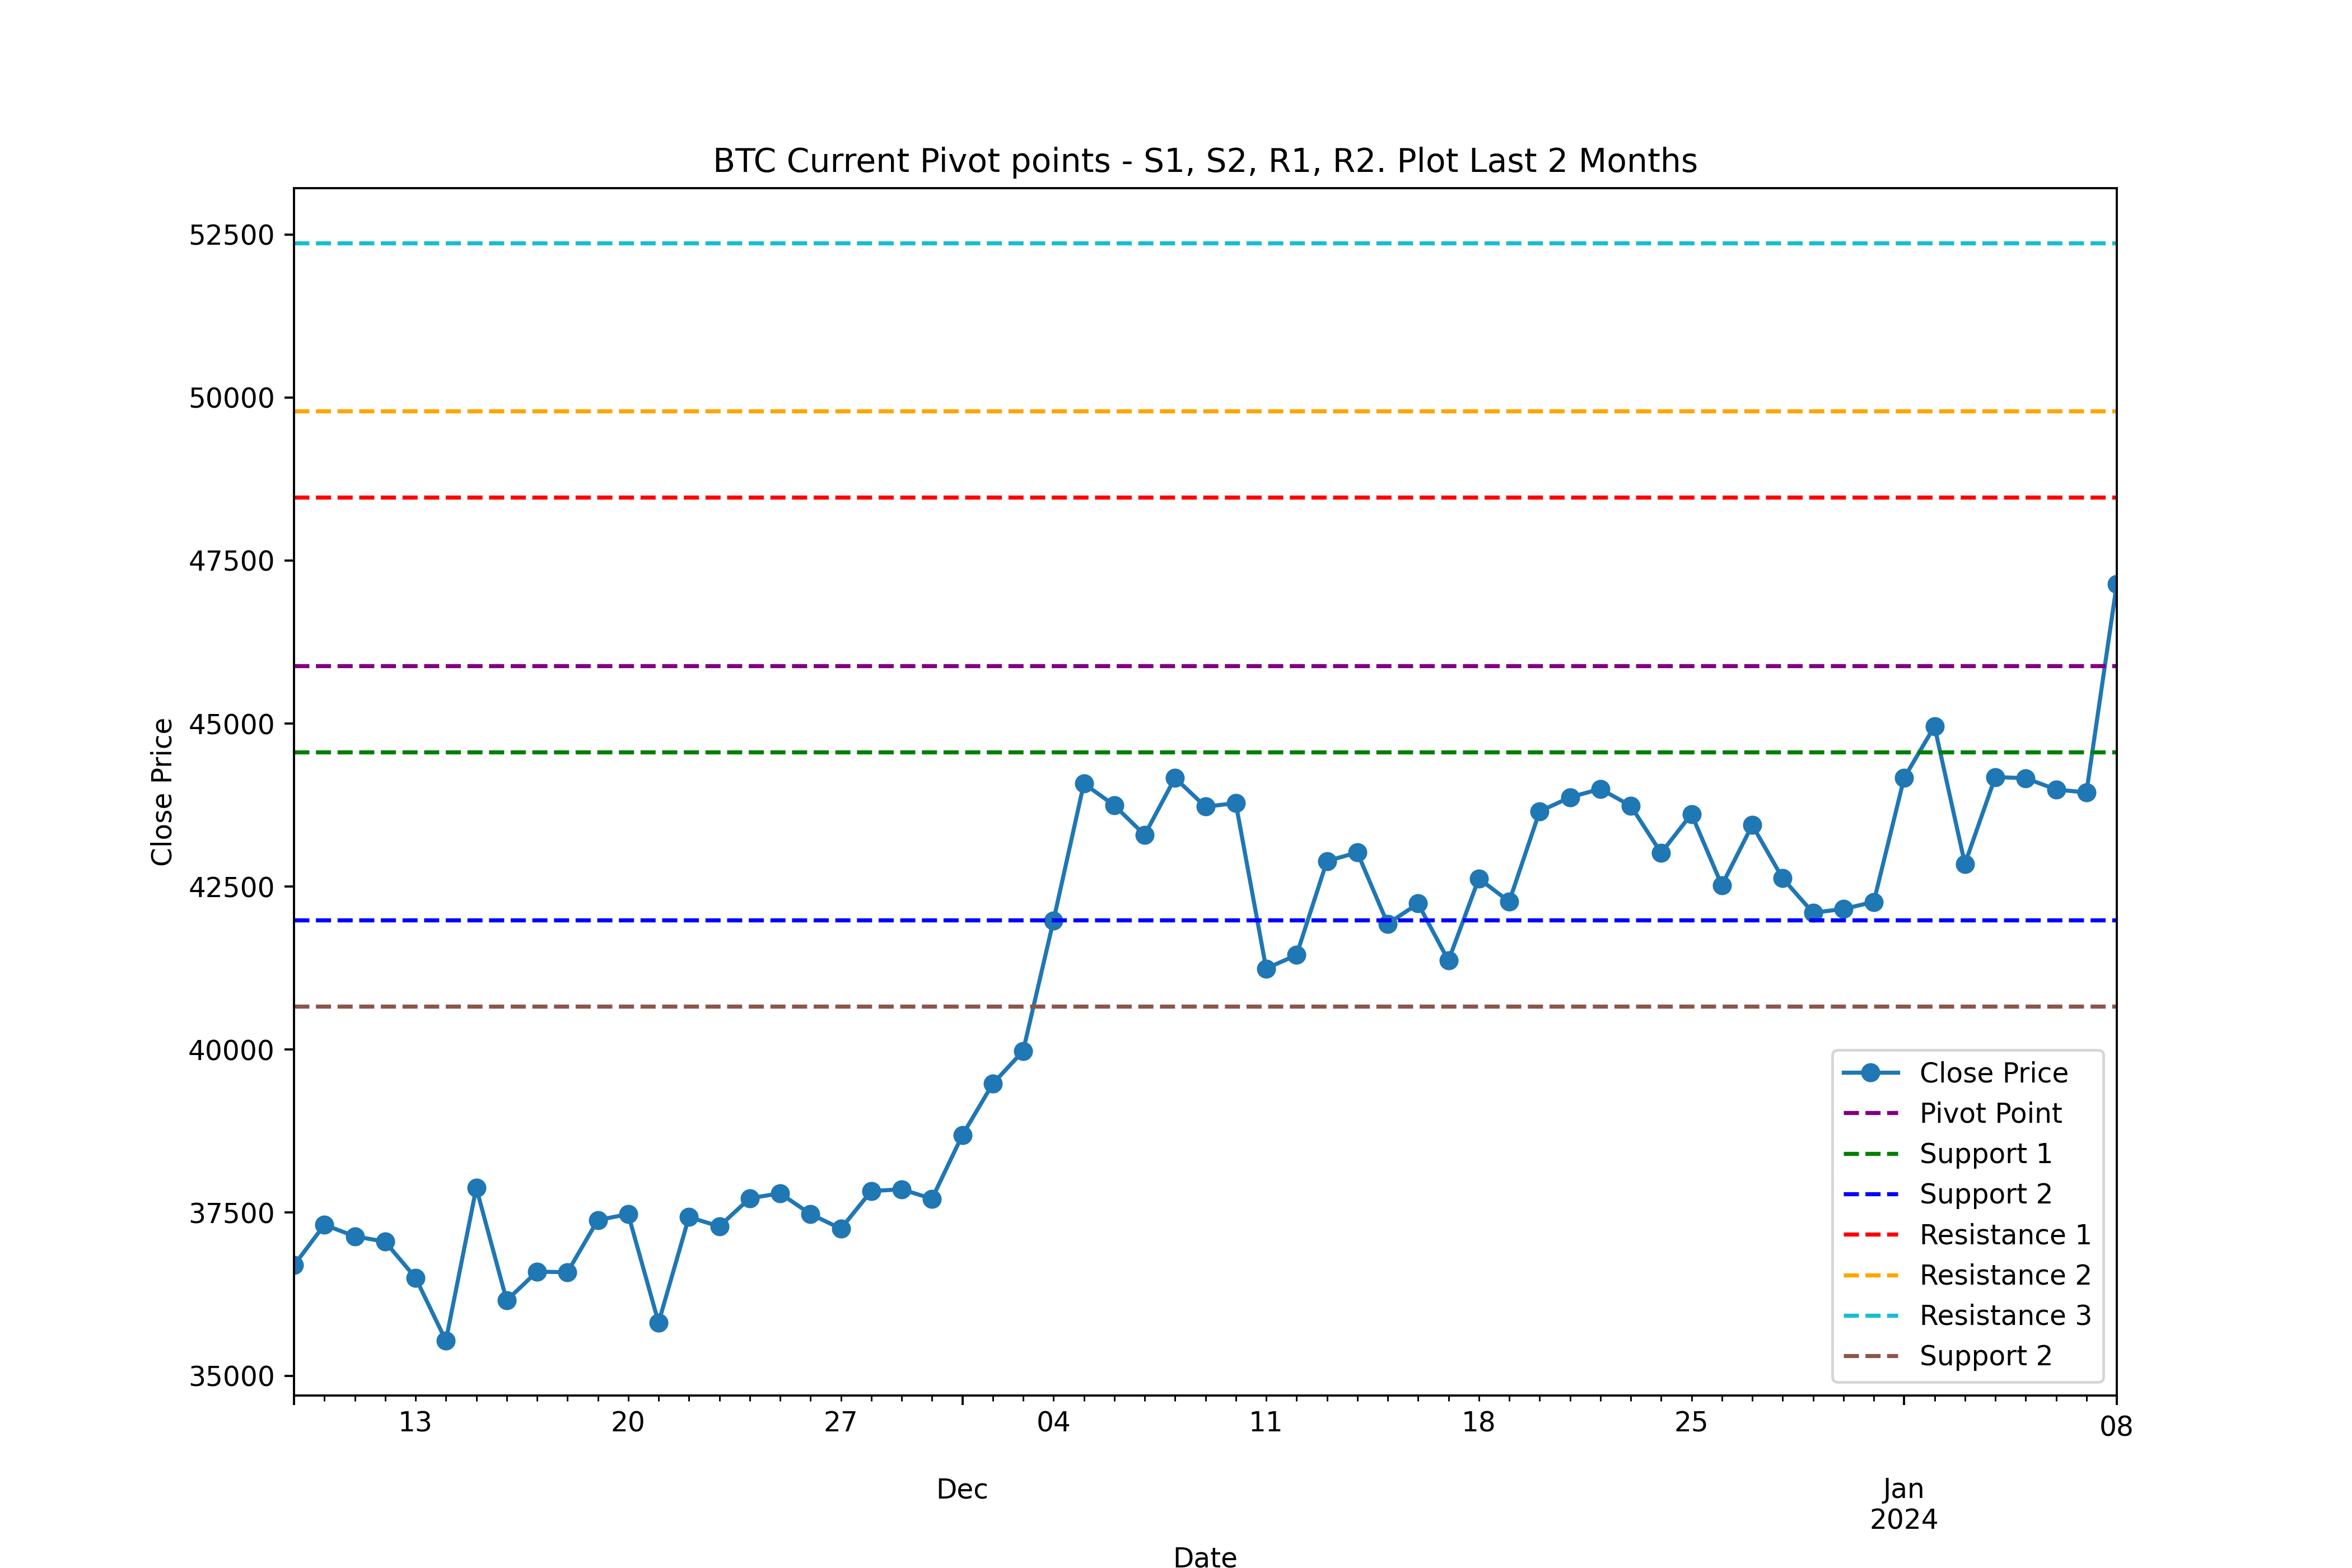 BTC Current Pivot points - S1, S2, R1, R2. Plot Last 2 Months
52500
50000
47500
45000
42500
40000
37500
35000
Close Price
Close Price
Pivot Point
Support 1
Support 2
Resistance 1
Resistance 2
Resistance 3
Support 2
13 20 27 04 11 18 25 08
Dec Jan
2024
Date